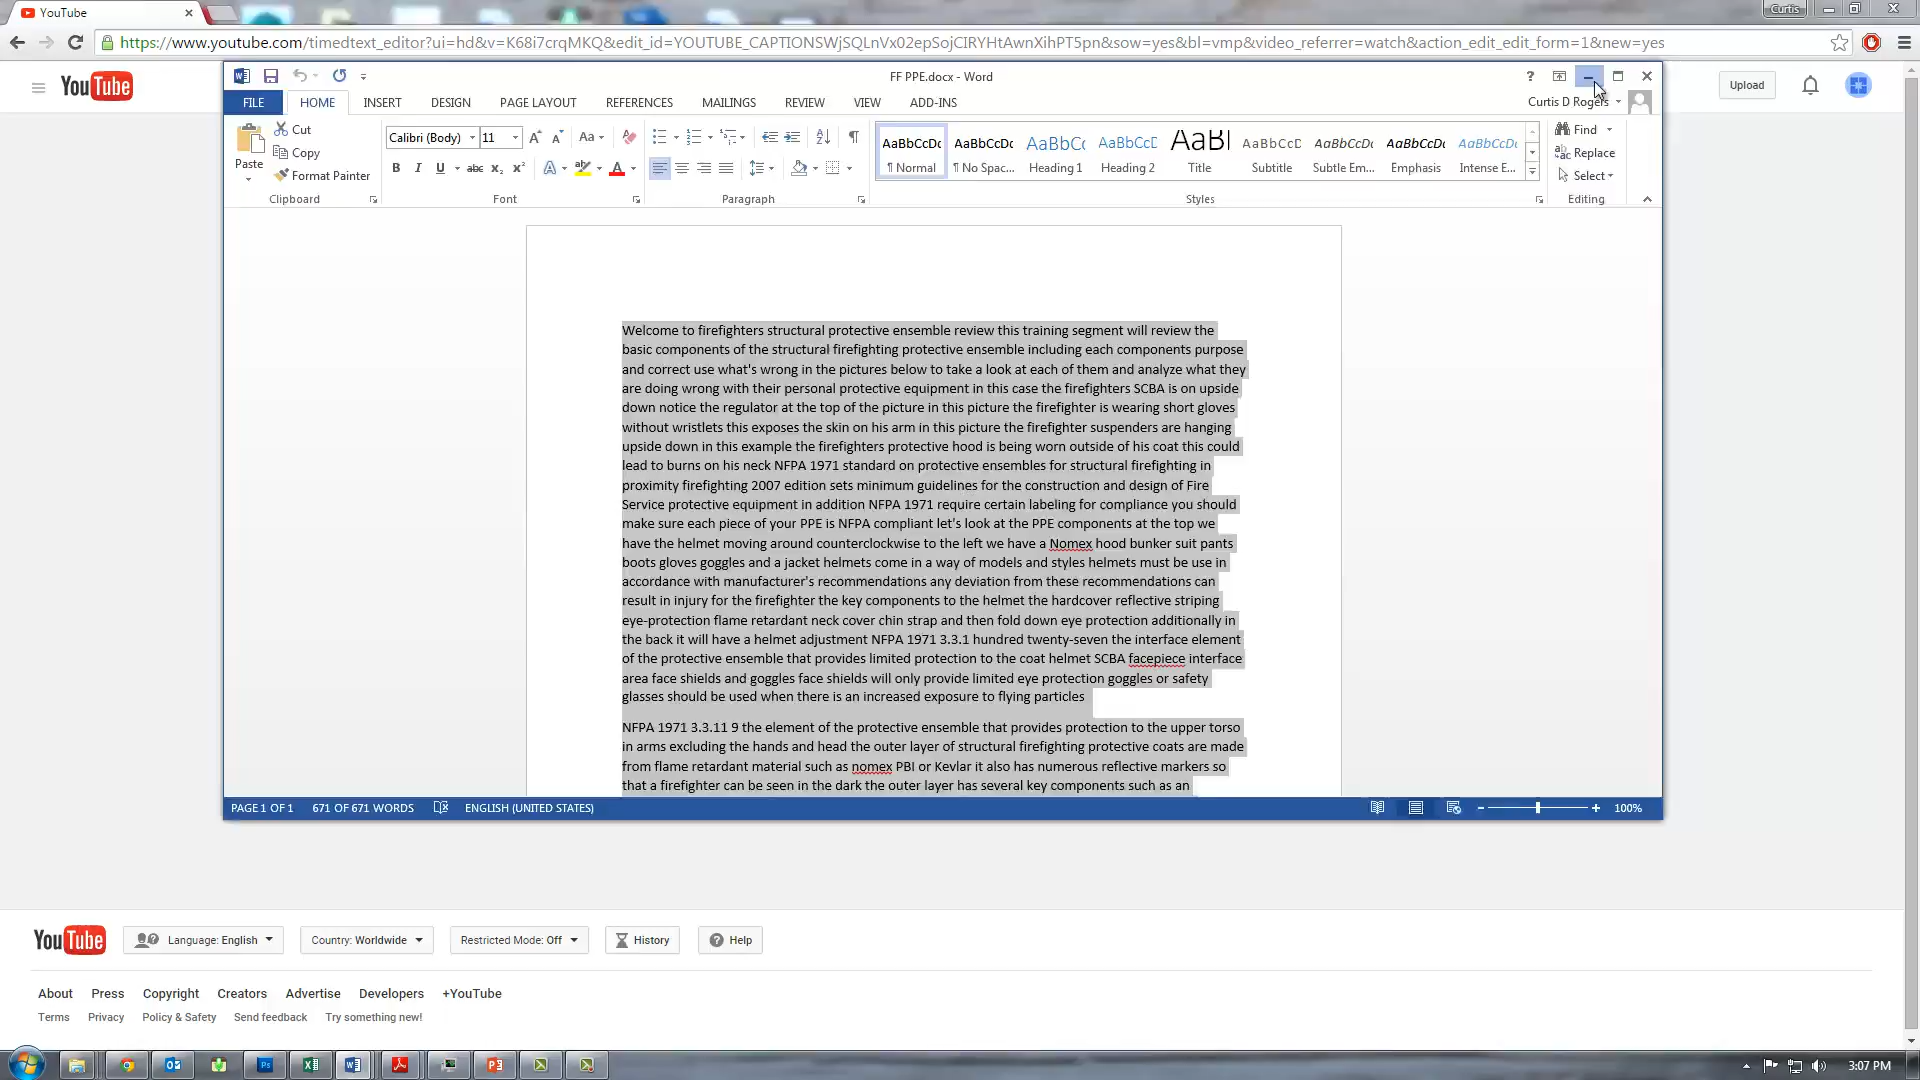 YouTube
Curtis
https://www.youtube.com/timedtext_editor?ui=hd&v=K68i7crqMKQ&edit_id=YOUTUBE_CAPTIONSWjSQLnVx02epSojCIRYHtAwnXihPT5pn&sow=yes&bl=vmp&video_referrer=watch&action_edit_edit_form=1&new=yes
YouTube
Upload
FF PPE.docx - Word
FILE HOME INSERT DESIGN PAGE LAYOUT REFERENCES MAILINGS REVIEW VIEW ADD-INS
Curtis D Rogers
Paste
Cut
Copy
Format Painter
Clipboard
Calibri (Body) 11
Font
Paragraph
AaBbCcDc AaBbCcDc AaBbCc AaBbCcD AaBl AaBbCcD AaBbCcDc AaBbCcDc AaBbCcDc
¶ Normal ¶ No Spac... Heading 1 Heading 2 Title Subtitle Subtle Em... Emphasis Intense E...
Styles
Find
Replace
Select
Editing
Welcome to firefighters structural protective ensemble review this training segment will review the
basic components of the structural firefighting protective ensemble including each components purpose
and correct use what's wrong in the pictures below to take a look at each of them and analyze what they
are doing wrong with their personal protective equipment in this case the firefighters SCBA is on upside
down notice the regulator at the top of the picture in this picture the firefighter is wearing short gloves
without wristlets this exposes the skin on his arm in this picture the firefighter suspenders are hanging
upside down in this example the firefighters protective hood is being worn outside of his coat this could
lead to burns on his neck NFPA 1971 standard on protective ensembles for structural firefighting in
proximity firefighting 2007 edition sets minimum guidelines for the construction and design of Fire
Service protective equipment in addition NFPA 1971 require certain labeling for compliance you should
make sure each piece of your PPE is NFPA compliant let's look at the PPE components at the top we
have the helmet moving around counterclockwise to the left we have a Nomex hood bunker suit pants
boots gloves goggles and a jacket helmets come in a way of models and styles helmets must be use in
accordance with manufacturer's recommendations any deviation from these recommendations can
result in injury for the firefighter the key components to the helmet the hardcover reflective striping
eye-protection flame retardant neck cover chin strap and then fold down eye protection additionally in
the back it will have a helmet adjustment NFPA 1971 3.3.1 hundred twenty-seven the interface element
of the protective ensemble that provides limited protection to the coat helmet SCBA facepiece interface
area face shields and goggles face shields will only provide limited eye protection goggles or safety
glasses should be used when there is an increased exposure to flying particles
NFPA 1971 3.3.11 9 the element of the protective ensemble that provides protection to the upper torso
in arms excluding the hands and head the outer layer of structural firefighting protective coats are made
from flame retardant material such as nomex PBI or Kevlar it also has numerous reflective markers so
that a firefighter can be seen in the dark the outer layer has several key components such as an
PAGE 1 OF 1 671 OF 671 WORDS ENGLISH (UNITED STATES) 100%
YouTube Language: English Country: Worldwide Restricted Mode: Off History Help
About Press Copyright Creators Advertise Developers +YouTube
Terms Privacy Policy & Safety Send feedback Try something new!
3:07 PM